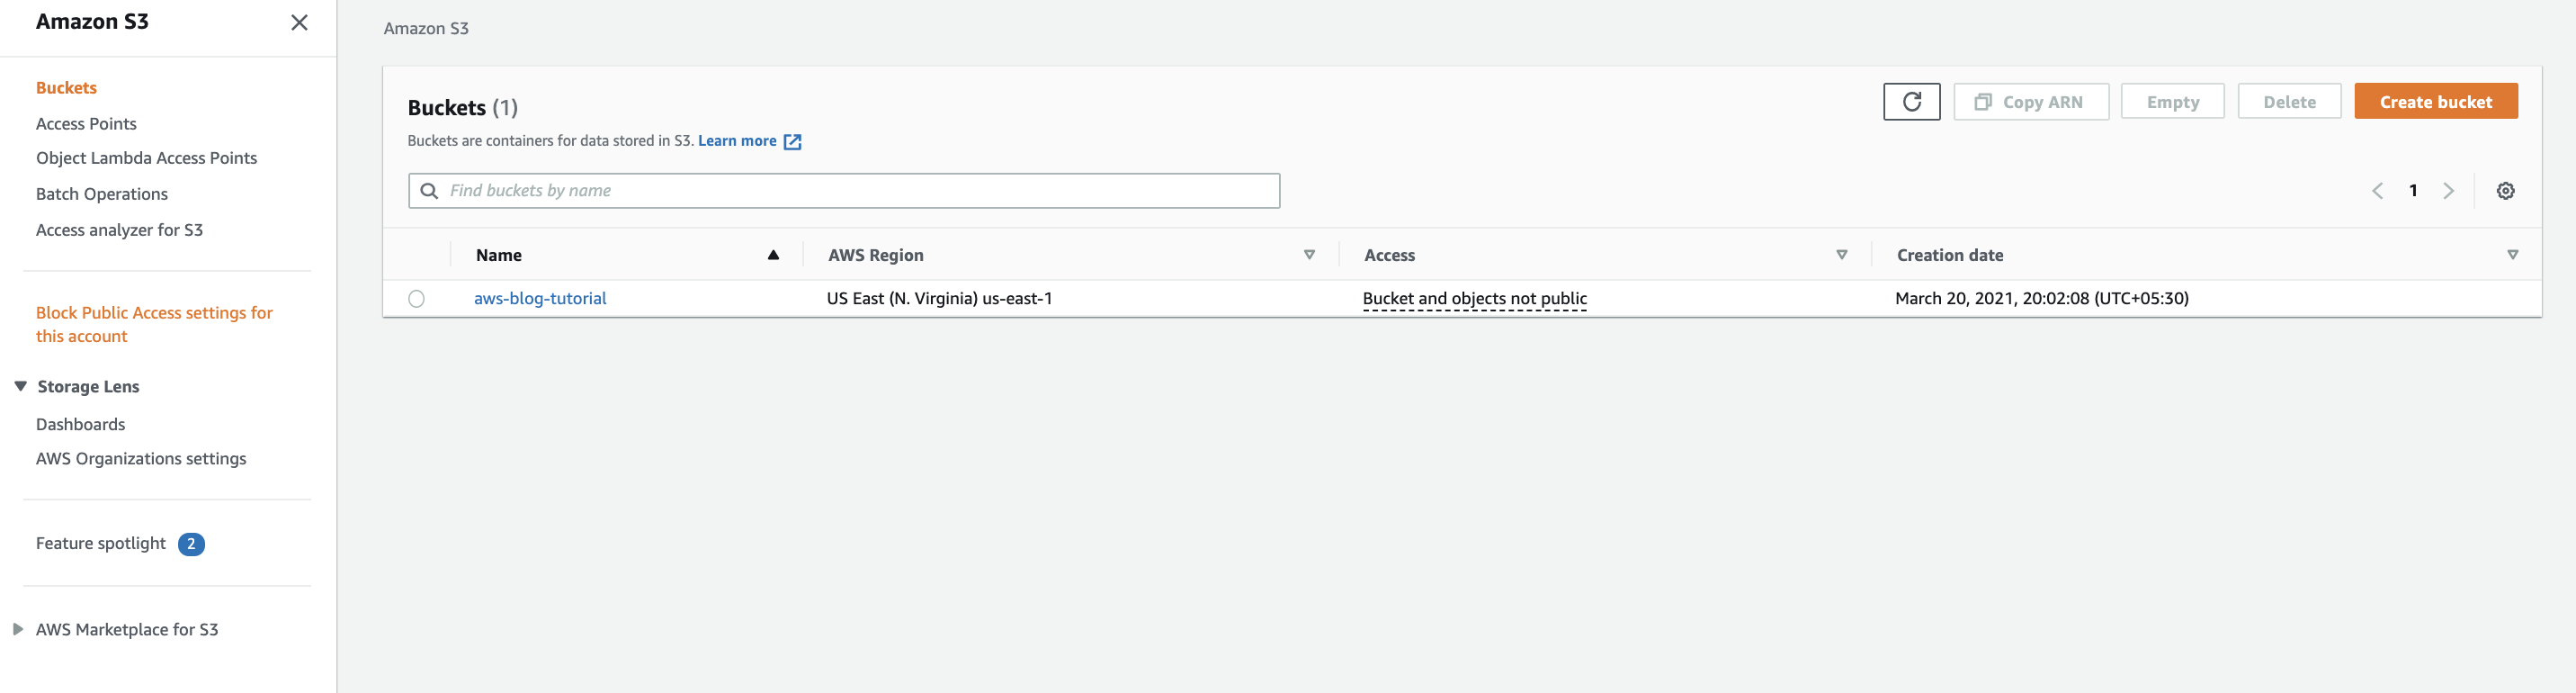 Amazon S3
Buckets
Access Points
Object Lambda Access Points
Batch Operations
Access analyzer for S3
Block Public Access settings for
this account
Storage Lens
Dashboards
AWS Organizations settings
Feature spotlight 2
AWS Marketplace for S3
Amazon S3
Buckets (1)
Copy ARN Empty Delete Create bucket
Buckets are containers for data stored in S3. Learn more
Find buckets by name
1
Name AWS Region Access Creation date
aws-blog-tutorial US East (N. Virginia) us-east-1 Bucket and objects not public March 20, 2021, 20:02:08 (UTC+05:30)